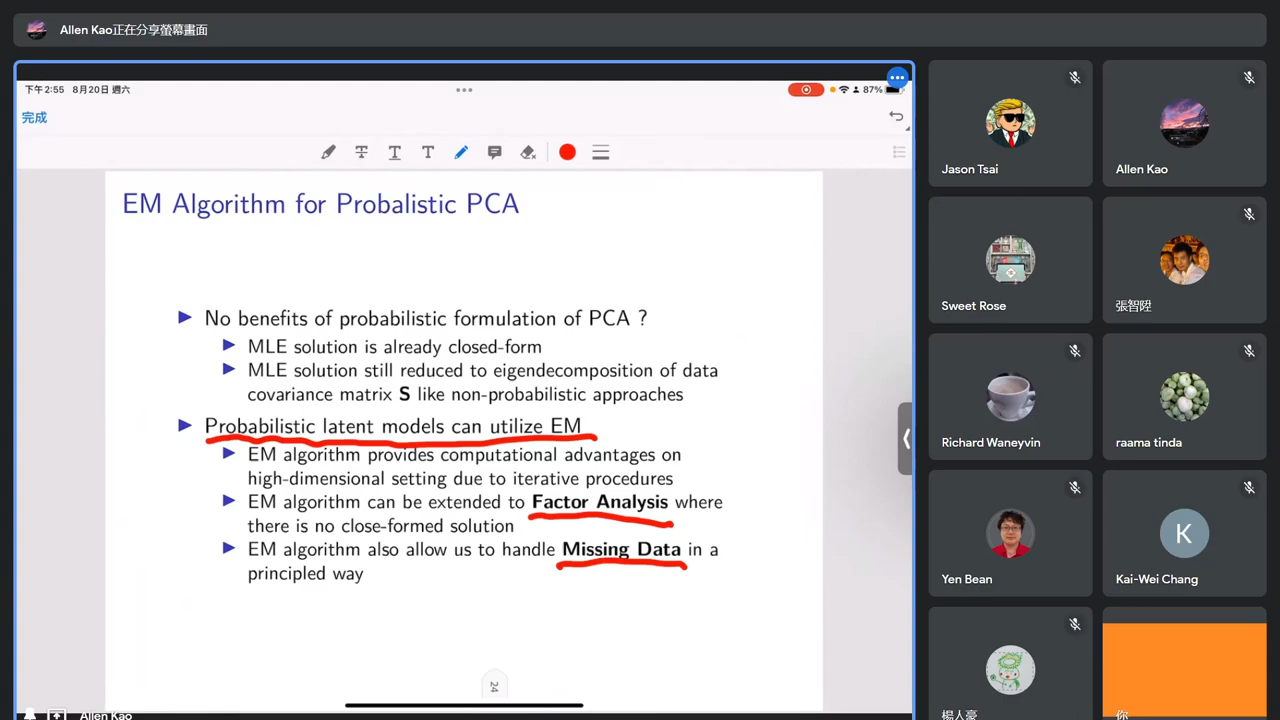 Allen Kao正在分享螢幕畫面
下午2:55 8月20日 週六
87%
完成
EM Algorithm for Probalistic PCA
No benefits of probabilistic formulation of PCA ?
MLE solution is already closed-form
MLE solution still reduced to eigendecomposition of data
covariance matrix S like non-probabilistic approaches
Probabilistic latent models can utilize EM
EM algorithm provides computational advantages on
high-dimensional setting due to iterative procedures
EM algorithm can be extended to Factor Analysis where
there is no close-formed solution
EM algorithm also allow us to handle Missing Data in a
principled way
24
Allen Kao
Jason Tsai
Allen Kao
Sweet Rose
張智陞
Richard Waneyvin
raama tinda
Yen Bean
K
Kai-Wei Chang
楊人豪
你